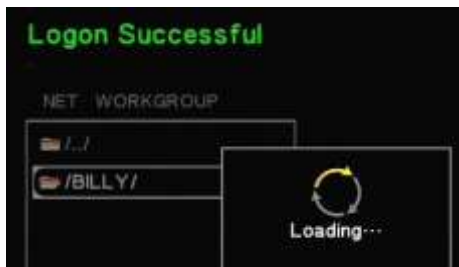 Logon Successful
NET WORKGROUP
/../
/BILLY/
Loading...